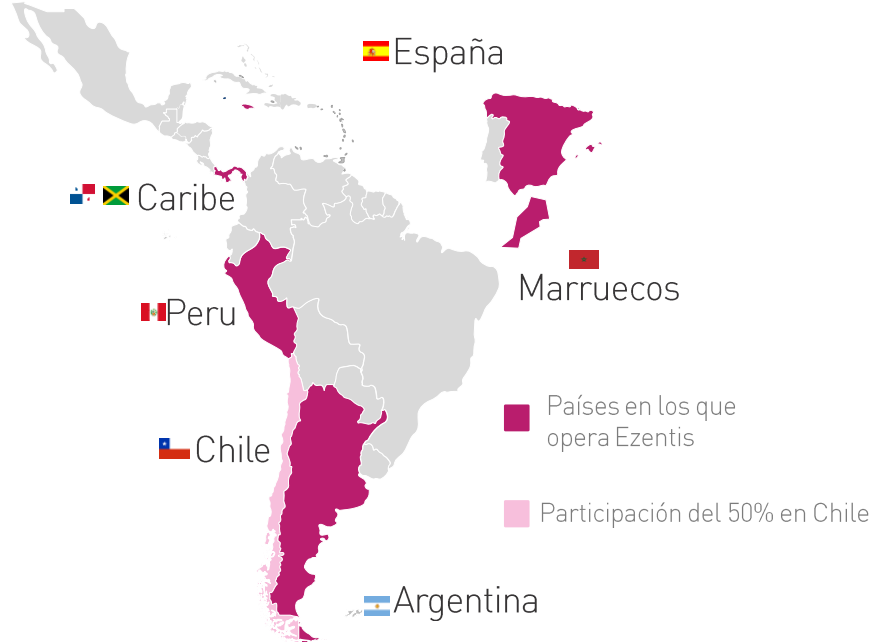 España
Caribe
Marruecos
Peru
Países en los que
opera Ezentis
Chile
Participación del 50% en Chile
Argentina